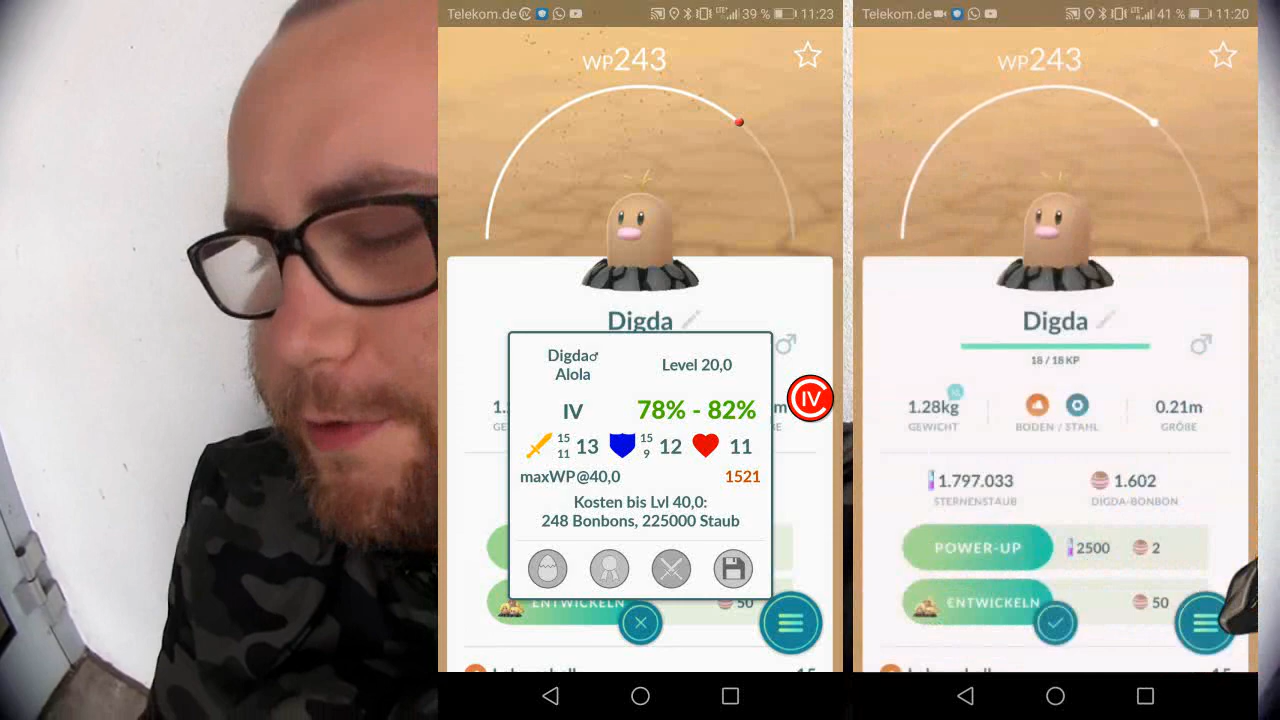 Telekom.de 39 % 11:23
WP243
Digda
Digda♂
Alola
Level 20,0
IV 78% - 82%
15
11 13 15
9 12 11
maxWP@40,0 1521
Kosten bis Lvl 40,0:
248 Bonbons, 225000 Staub
ENTWICKELN 50
IV
Telekom.de 41 % 11:20
WP243
Digda
18 / 18 KP
XL
1.28kg
GEWICHT
BODEN / STAHL
0.21m
GRÖßE
1.797.033
STERNENSTAUB
1.602
DIGDA-BONBON
POWER-UP 2500 2
ENTWICKELN 50